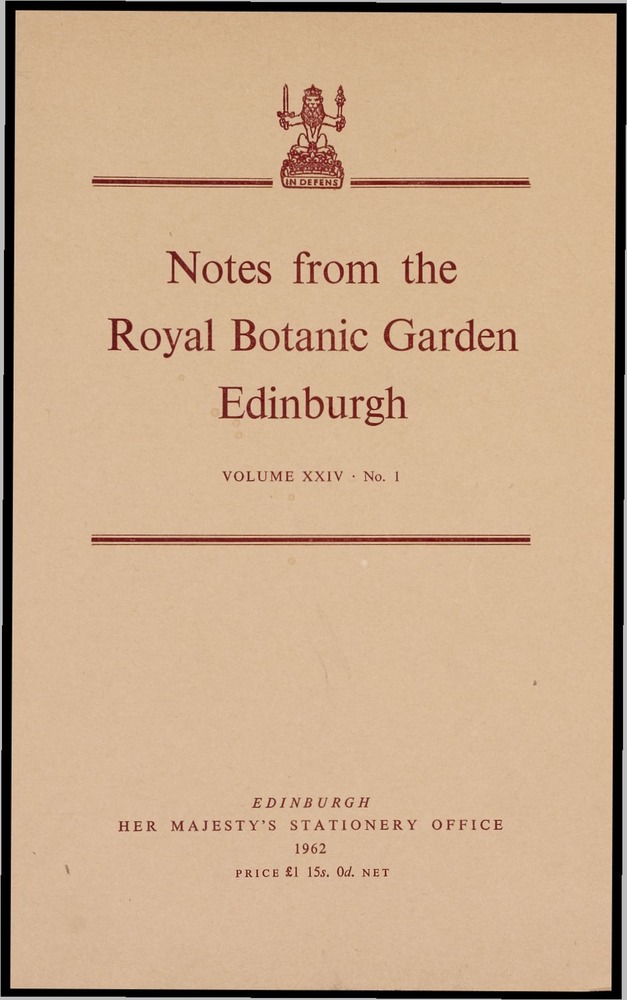 IN DEFENS
Notes from the
Royal Botanic Garden
Edinburgh
VOLUME XXIV · No. 1
EDINBURGH
HER MAJESTY'S STATIONERY OFFICE
1962
PRICE £1 15s. 0d. NET